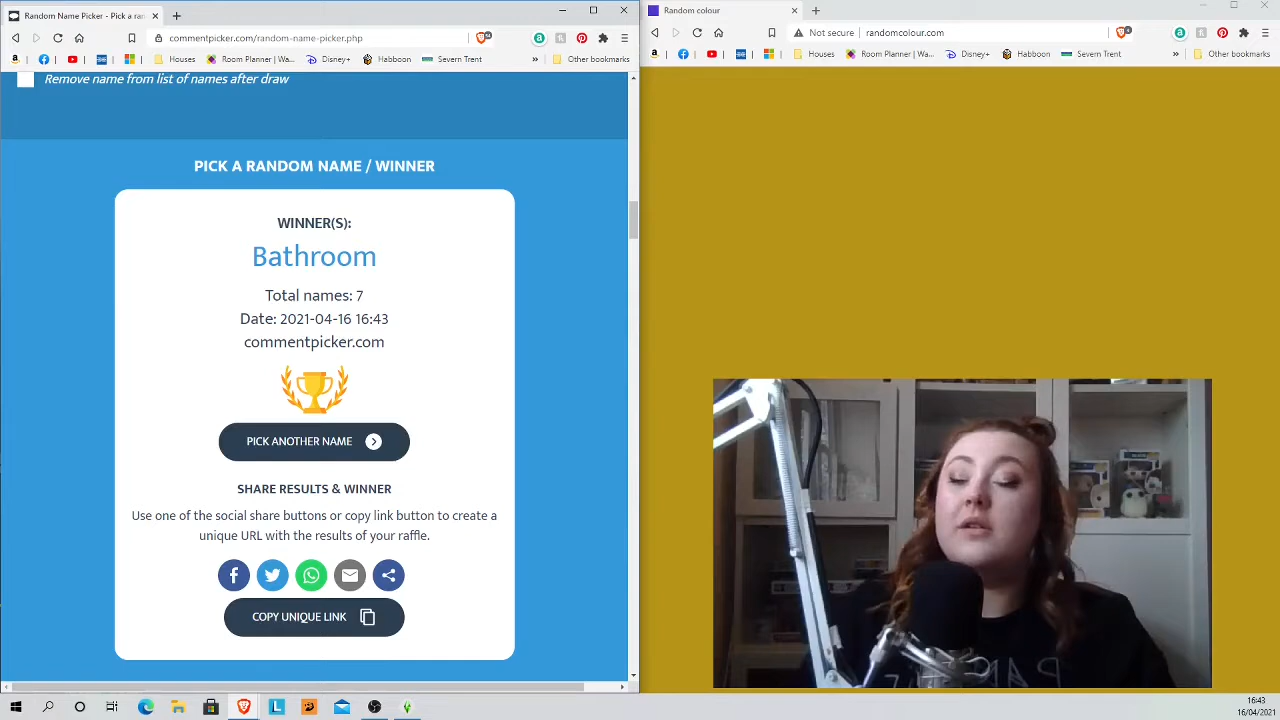 Random Name Picker - Pick a ran
commentpicker.com/random-name-picker.php
Houses
Room Planner | Wa...
Disney+
Habboon
Severn Trent
Other bookmarks
Remove name from list of names after draw
PICK A RANDOM NAME / WINNER
WINNER(S):
Bathroom
Total names: 7
Date: 2021-04-16 16:43
commentpicker.com
PICK ANOTHER NAME
SHARE RESULTS & WINNER
Use one of the social share buttons or copy link button to create a
unique URL with the results of your raffle.
COPY UNIQUE LINK
Random colour
Not secure
randomcolour.com
Houses
Room Planner | Wa...
Disney+
Habboon
Severn Trent
Other bookmarks
16:43
16/04/2021